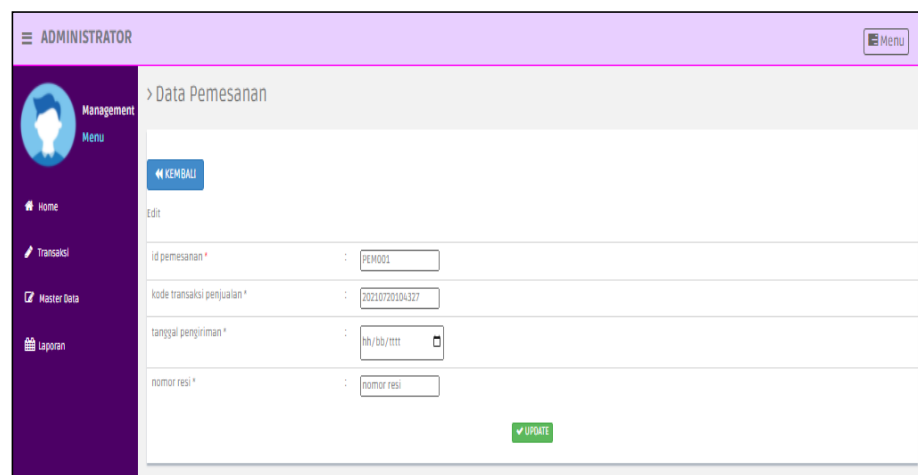 ☰ ADMINISTRATOR
Menu
Management
Menu
Home
Transaksi
Master Data
Laporan
> Data Pemesanan
KEMBALI
Edit
id pemesanan * : PEM001
kode transaksi penjualan * : 20210720104327
tanggal pengiriman * : hh/bb/tttt
nomor resi * : nomor resi
UPDATE